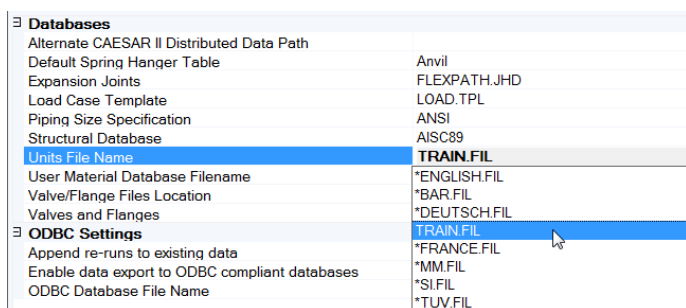 Databases
Alternate CAESAR II Distributed Data Path
Default Spring Hanger Table Anvil
Expansion Joints FLEXPATH.JHD
Load Case Template LOAD.TPL
Piping Size Specification ANSI
Structural Database AISC89
Units File Name TRAIN.FIL
User Material Database Filename *ENGLISH.FIL
Valve/Flange Files Location *BAR.FIL
Valves and Flanges *DEUTSCH.FIL
ODBC Settings TRAIN.FIL
Append re-runs to existing data *FRANCE.FIL
Enable data export to ODBC compliant databases *MM.FIL
ODBC Database File Name *SI.FIL
*TUV.FIL